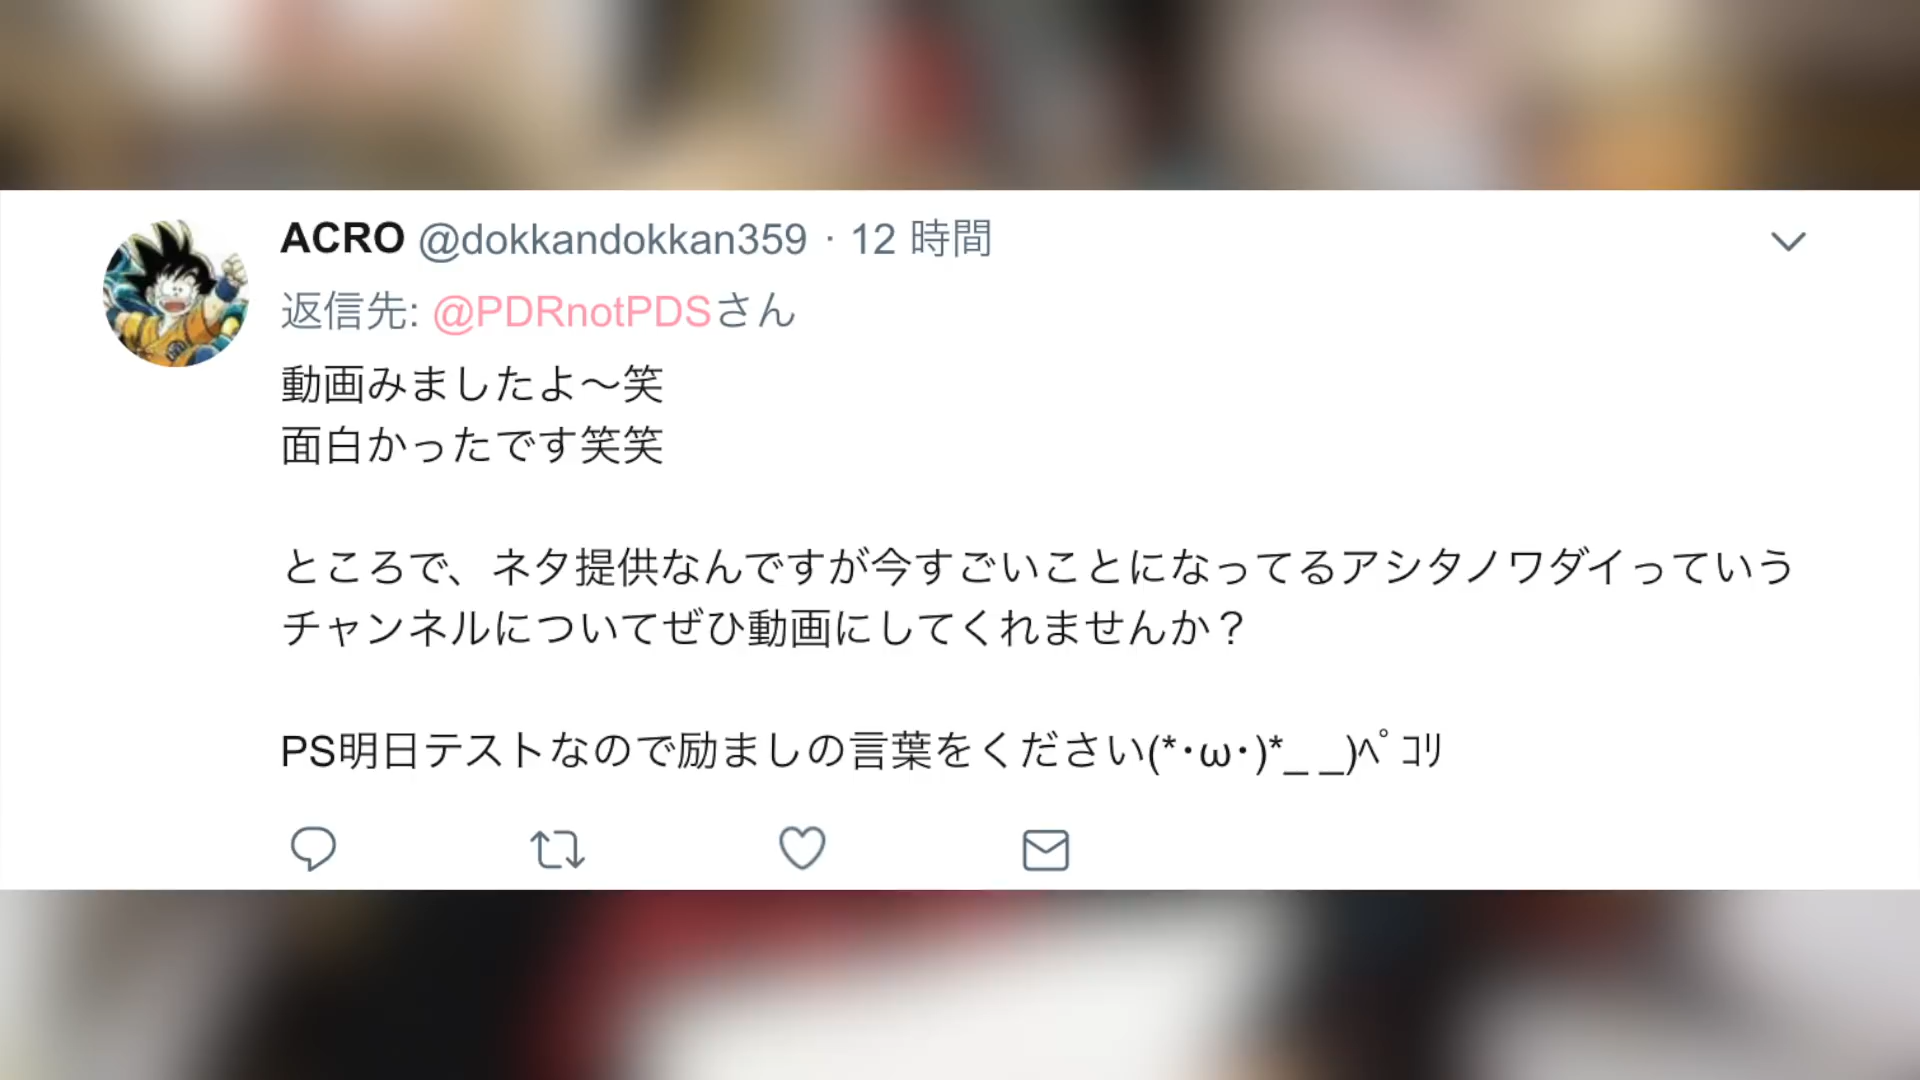 ACRO @dokkandokkan359 · 12 時間
返信先: @PDRnotPDSさん
動画みましたよ〜笑
面白かったです笑笑
ところで、ネタ提供なんですが今すごいことになってるアシタノワダイっていう
チャンネルについてぜひ動画にしてくれませんか？
PS明日テストなので励ましの言葉をください(*･ω･)*_ _)ﾍﾟｺﾘ